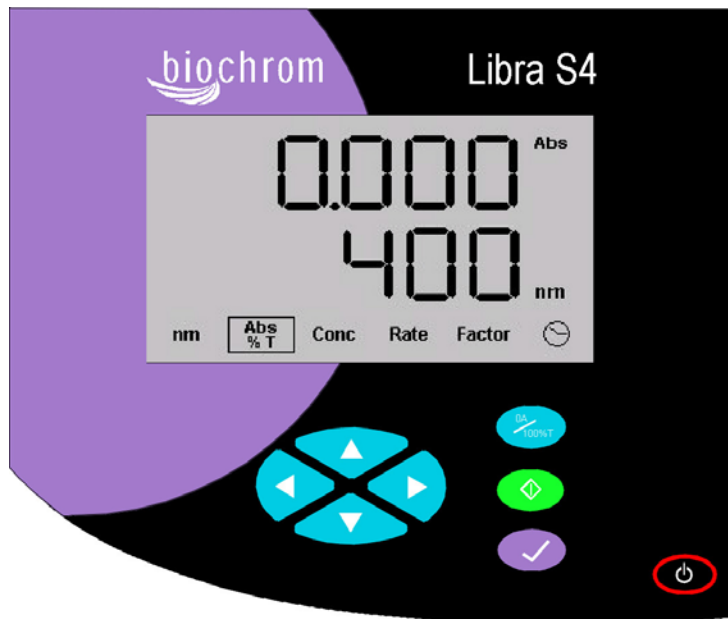 biochrom
Libra S4
0.000 Abs
400 nm
nm Abs % T Conc Rate Factor
0A/100%T